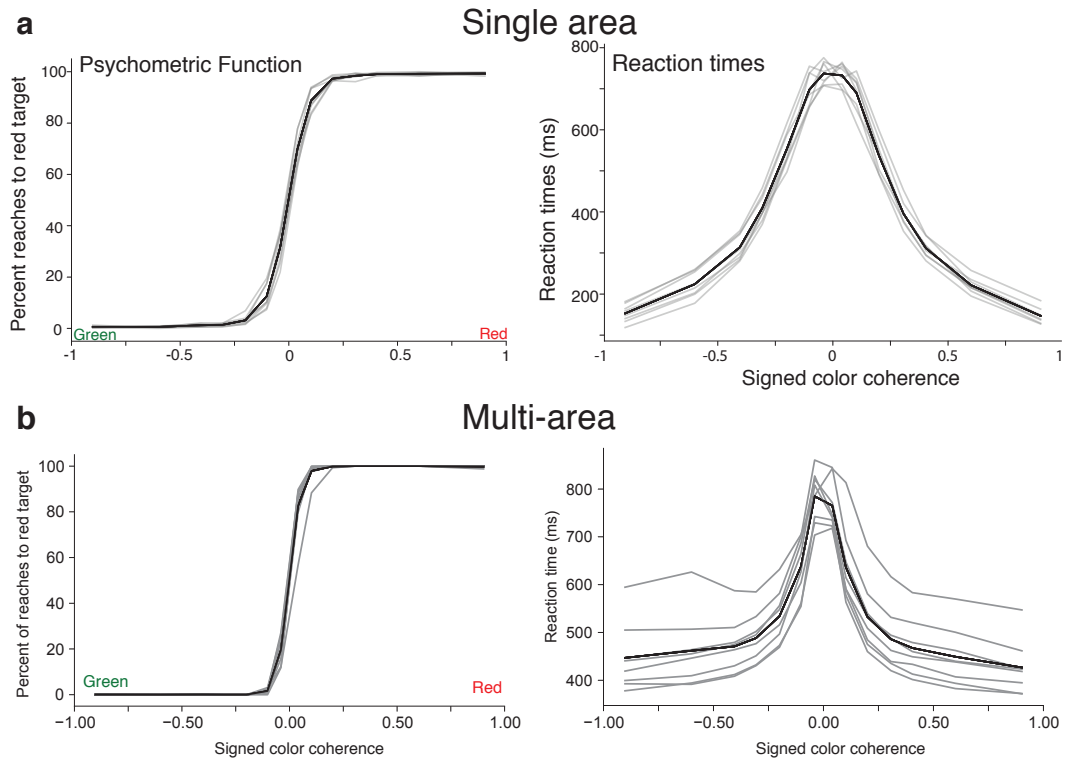 a
Single area
Psychometric Function
Percent reaches to red target
100
80
60
40
20
0
Green
Red
-1
-0.5
0
0.5
1
Reaction times
Reaction times (ms)
800
600
400
200
-1
-0.5
0
0.5
1
Signed color coherence
b
Multi-area
Percent of reaches to red target
100
80
60
40
20
0
Green
Red
−1.00
−0.50
0.00
0.50
1.00
Signed color coherence
Reaction time (ms)
800
700
600
500
400
−1.00
−0.50
0.00
0.50
1.00
Signed color coherence